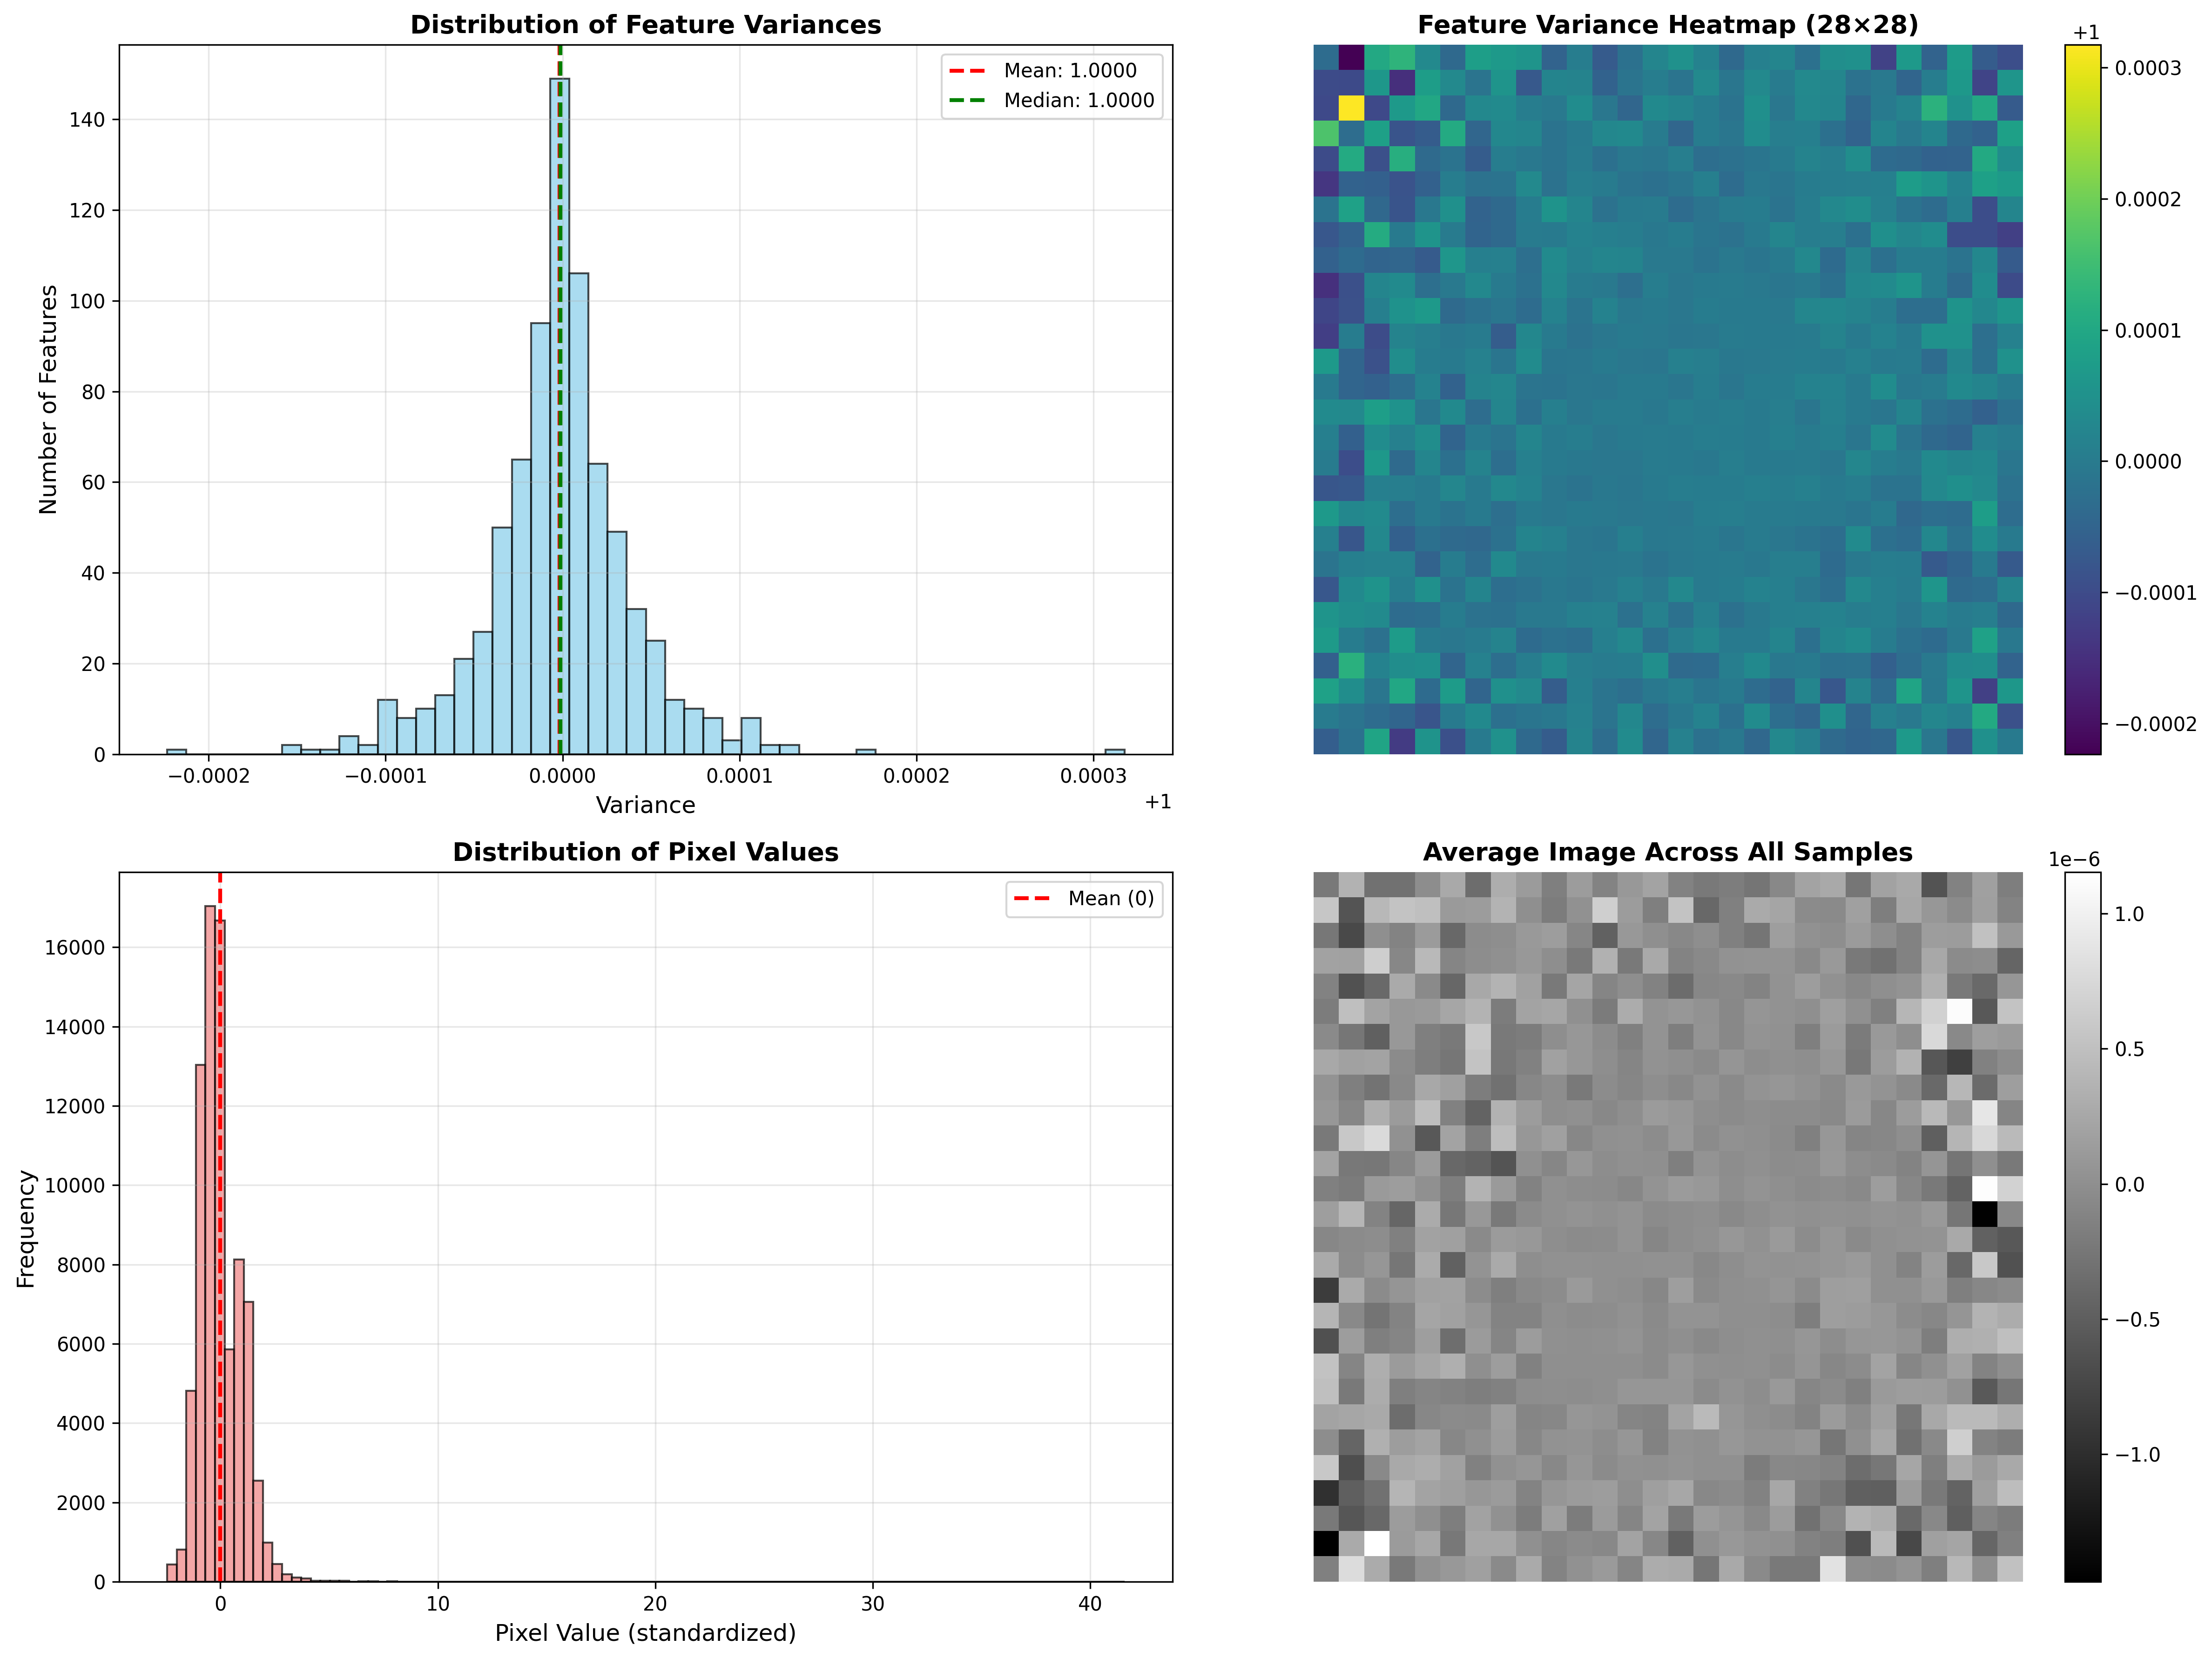 Distribution of Feature Variances
Mean: 1.0000
Median: 1.0000
Number of Features
140
120
100
80
60
40
20
0
−0.0002 −0.0001 0.0000 0.0001 0.0002 0.0003
+1
Variance
Feature Variance Heatmap (28×28)
+1
0.0003
0.0002
0.0001
0.0000
−0.0001
−0.0002
Distribution of Pixel Values
Mean (0)
Frequency
16000
14000
12000
10000
8000
6000
4000
2000
0
0 10 20 30 40
Pixel Value (standardized)
Average Image Across All Samples
1e−6
1.0
0.5
0.0
−0.5
−1.0